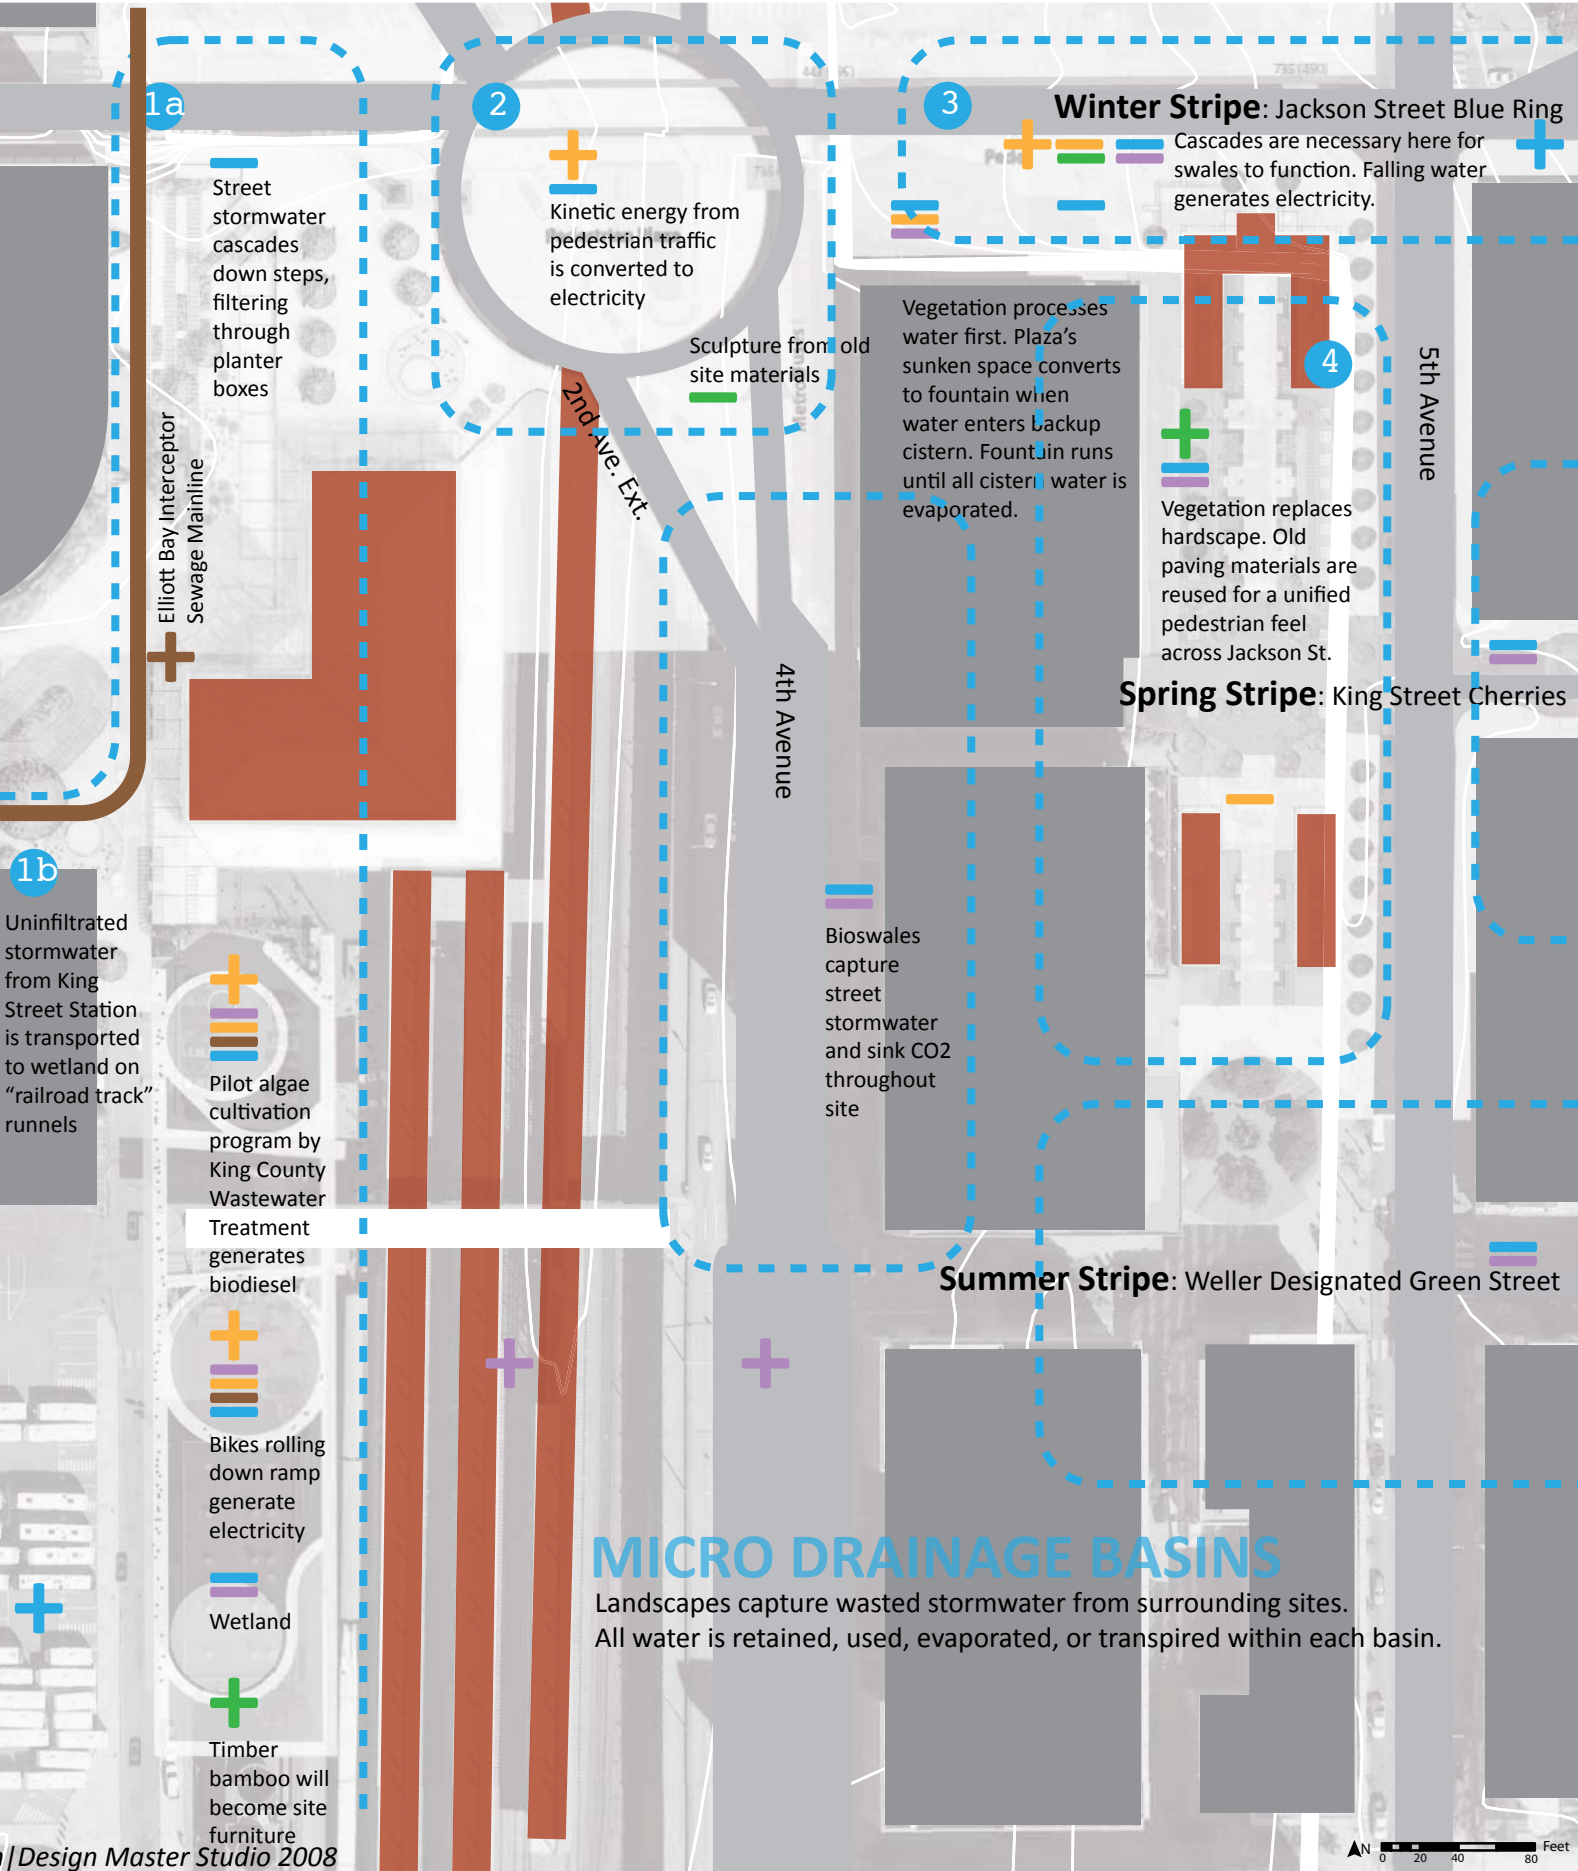 1a
2
3
Winter Stripe: Jackson Street Blue Ring
Cascades are necessary here for
swales to function. Falling water
generates electricity.
735 (490)
Street
stormwater
cascades
down steps,
filtering
through
planter
boxes
Kinetic energy from
pedestrian traffic
is converted to
electricity
Sculpture from old
site materials
Vegetation processes
water first. Plaza's
sunken space converts
to fountain when
water enters backup
cistern. Fountain runs
until all cistern water is
evaporated.
4
5th Avenue
2nd Ave. Ext.
Elliott Bay Interceptor
Sewage Mainline
Vegetation replaces
hardscape. Old
paving materials are
reused for a unified
pedestrian feel
across Jackson St.
Spring Stripe: King Street Cherries
4th Avenue
1b
Uninfiltrated
stormwater
from King
Street Station
is transported
to wetland on
“railroad track”
runnels
Bioswales
capture
street
stormwater
and sink CO2
throughout
site
Pilot algae
cultivation
program by
King County
Wastewater
Treatment
generates
biodiesel
Summer Stripe: Weller Designated Green Street
Bikes rolling
down ramp
generate
electricity
MICRO DRAINAGE BASINS
Landscapes capture wasted stormwater from surrounding sites.
All water is retained, used, evaporated, or transpired within each basin.
Wetland
Timber
bamboo will
become site
furniture
|Design Master Studio 2008
N
0 20 40 80 Feet